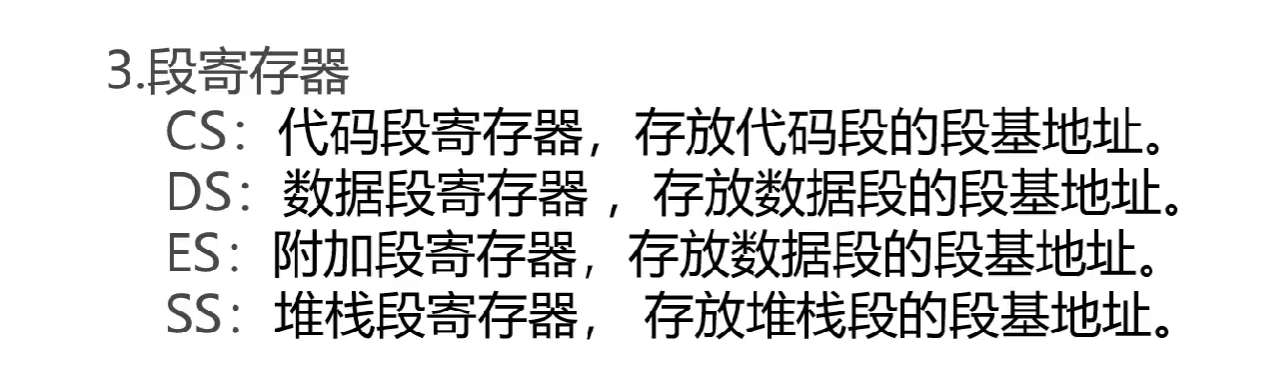 3.段寄存器
CS：代码段寄存器，存放代码段的段基地址。
DS：数据段寄存器，存放数据段的段基地址。
ES：附加段寄存器，存放数据段的段基地址。
SS：堆栈段寄存器，存放堆栈段的段基地址。